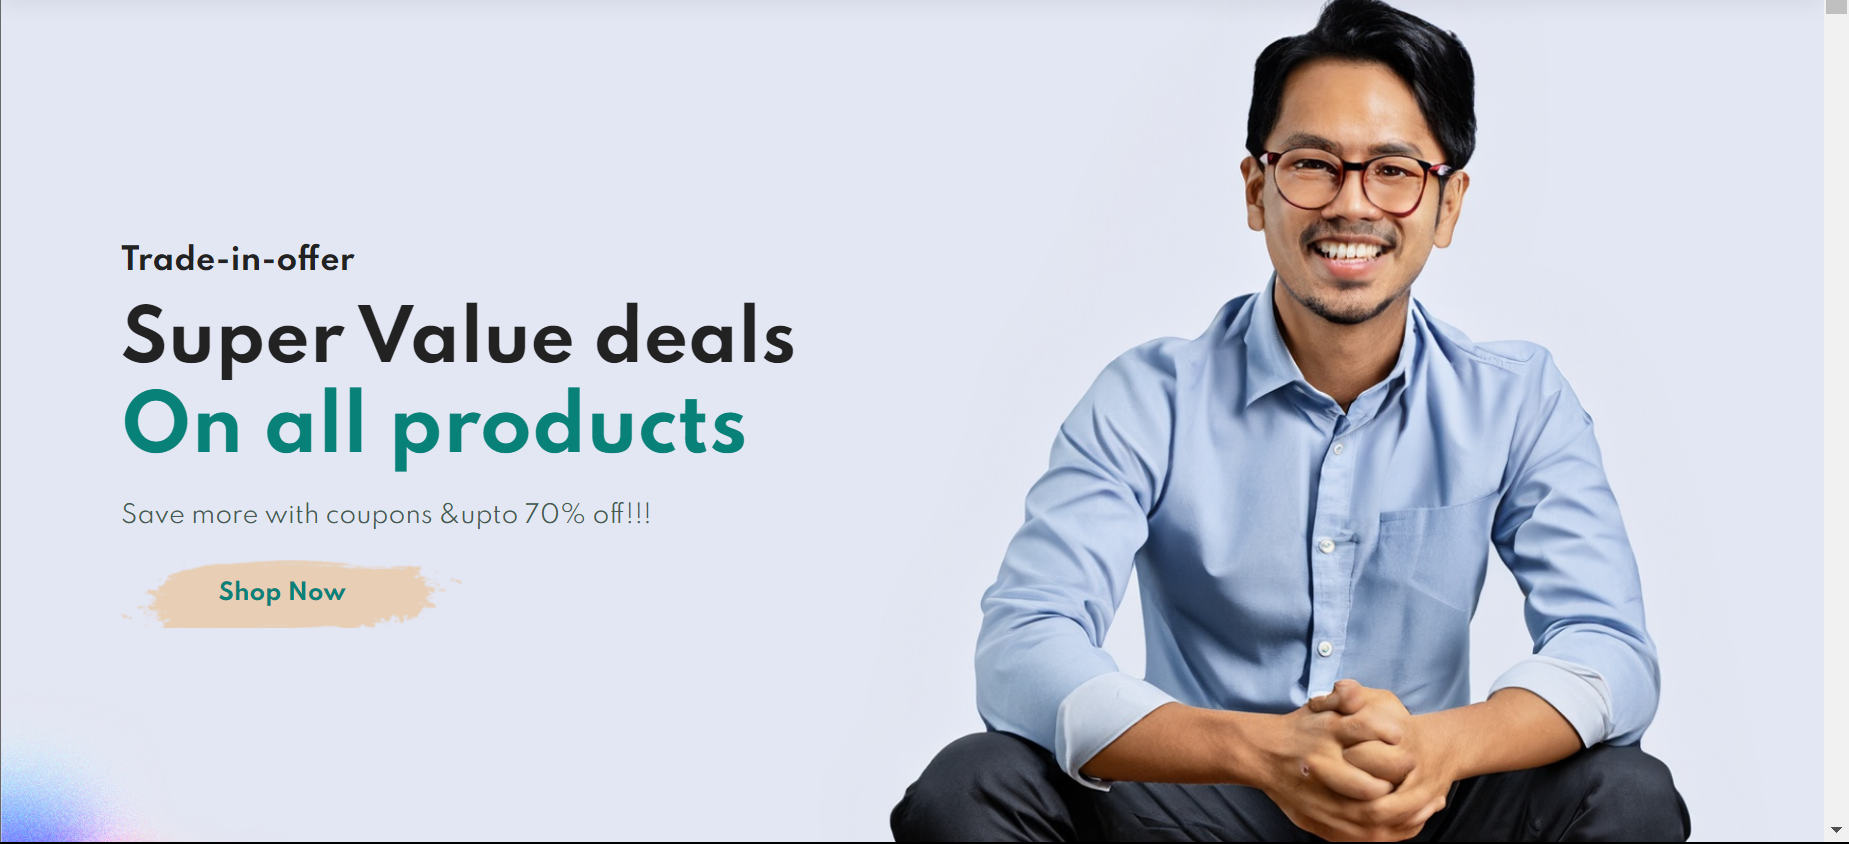 Trade-in-offer
Super Value deals
On all products
Save more with coupons &upto 70% off!!!
Shop Now